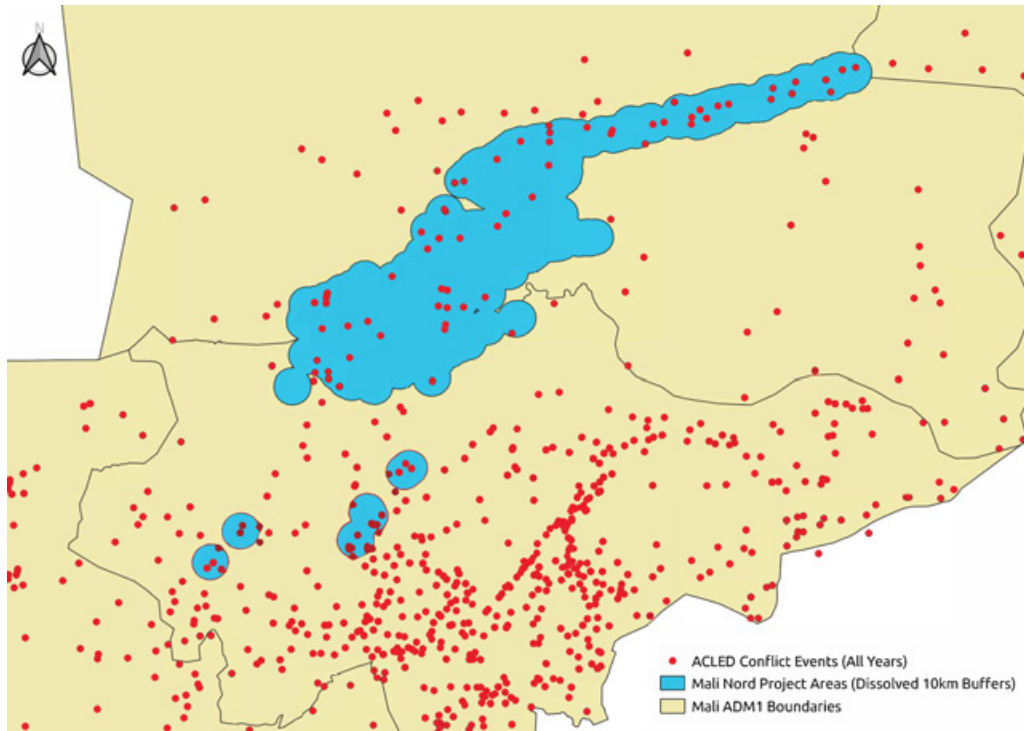 N
ACLED Conflict Events (All Years)
Mali Nord Project Areas (Dissolved 10km Buffers)
Mali ADM1 Boundaries